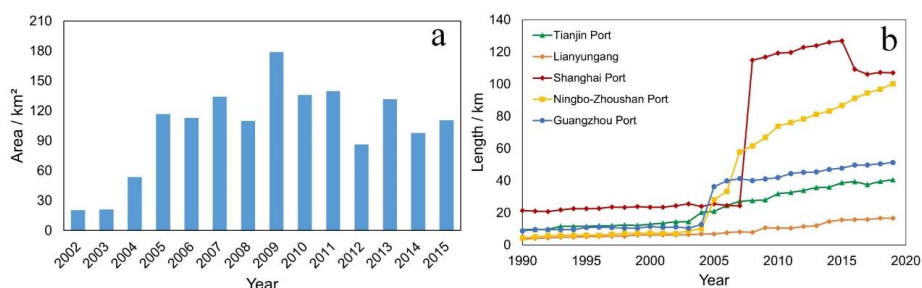 a
210
180
150
120
90
60
30
0
Area / km²
2002 2003 2004 2005 2006 2007 2008 2009 2010 2011 2012 2013 2014 2015
Year
b
Tianjin Port
Lianyungang
Shanghai Port
Ningbo-Zhoushan Port
Guangzhou Port
140
120
100
80
60
40
20
0
Length / km
1990 1995 2000 2005 2010 2015 2020
Year